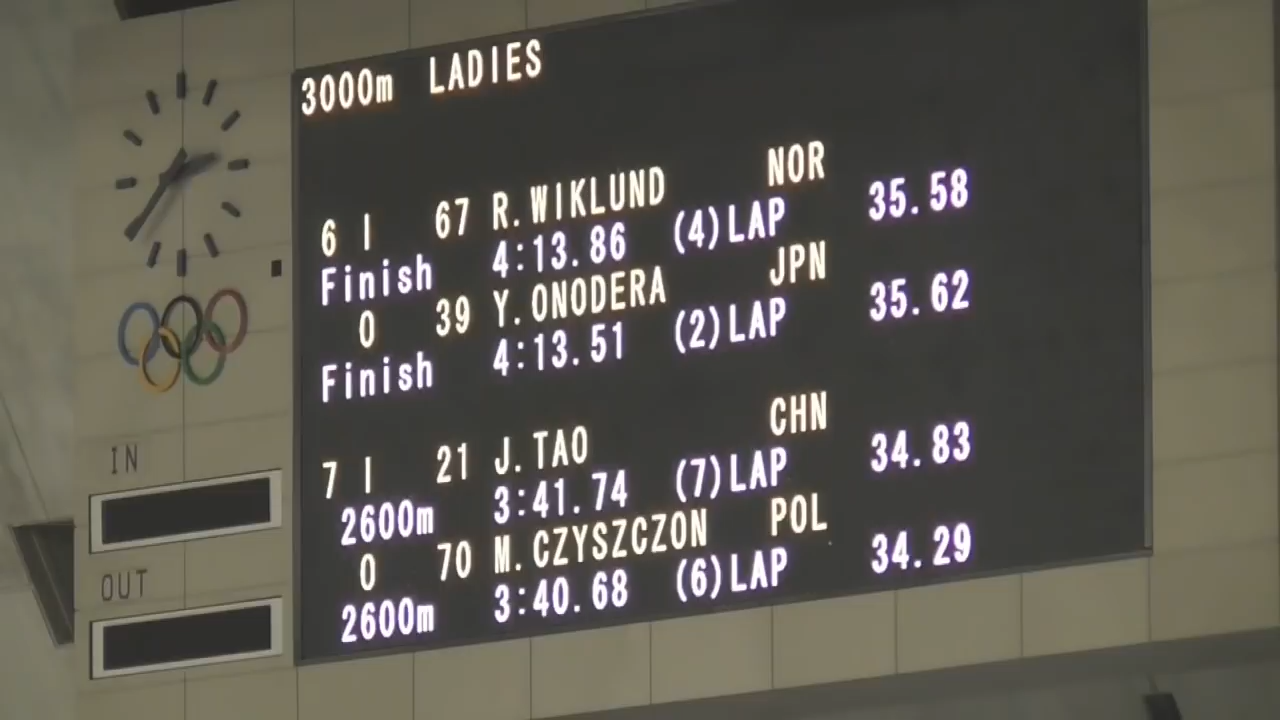 3000m LADIES
6 I 67 R. WIKLUND NOR
Finish 4:13.86 (4)LAP 35.58
O 39 Y. ONODERA JPN
Finish 4:13.51 (2)LAP 35.62
7 I 21 J. TAO CHN
2600m 3:41.74 (7)LAP 34.83
O 70 M. CZYSZCZON POL
2600m 3:40.68 (6)LAP 34.29
IN
OUT